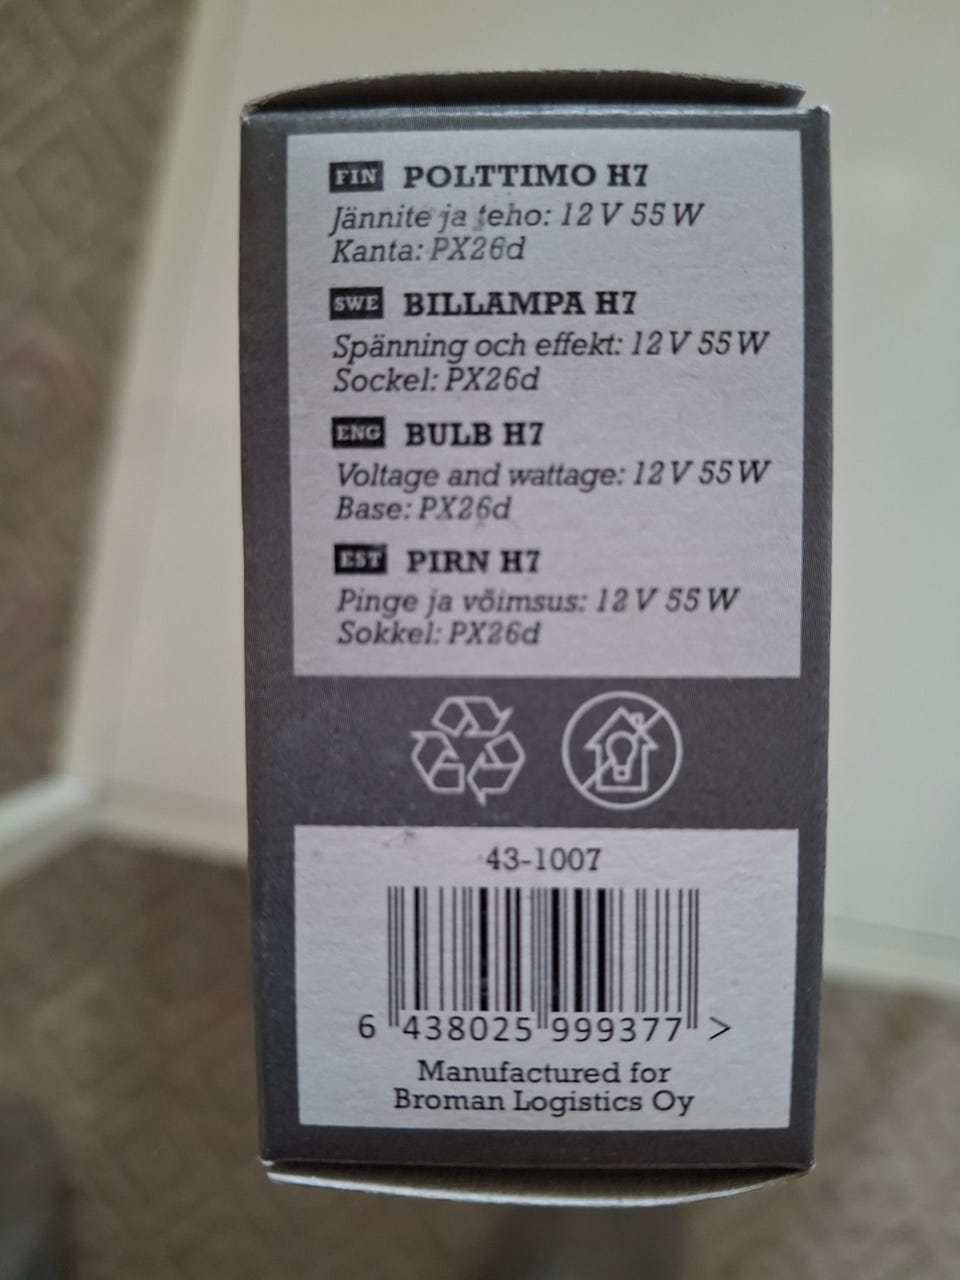 FIN POLTTIMO H7
Jännite ja teho: 12 V 55 W
Kanta: PX26d
SWE BILLAMPA H7
Spänning och effekt: 12 V 55 W
Sockel: PX26d
ENG BULB H7
Voltage and wattage: 12 V 55 W
Base: PX26d
EST PIRN H7
Pinge ja võimsus: 12 V 55 W
Sokkel: PX26d
43-1007
6 438025 999377 >
Manufactured for
Broman Logistics Oy